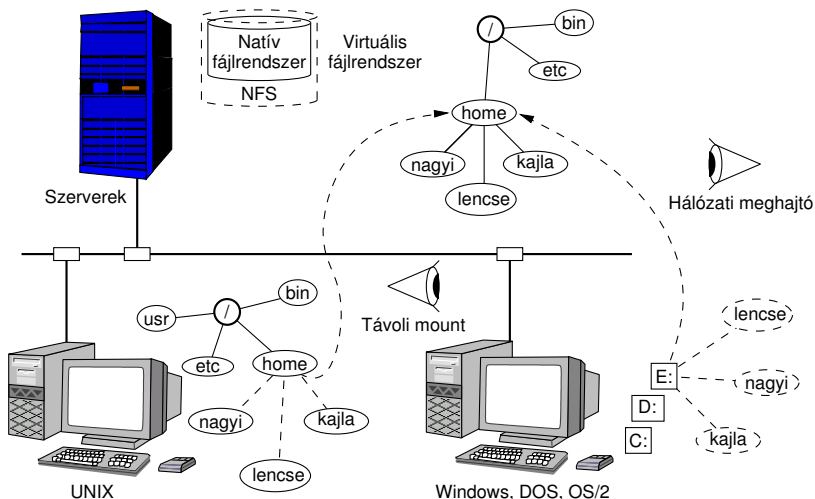 Natív
fájlrendszer
NFS
Virtuális
fájlrendszer
/
bin
etc
home
nagyi
kajla
lencse
Szerverek
Hálózati meghajtó
Távoli mount
usr
/
bin
etc
home
nagyi
kajla
lencse
UNIX
lencse
E:
nagyi
D:
C:
kajla
Windows, DOS, OS/2